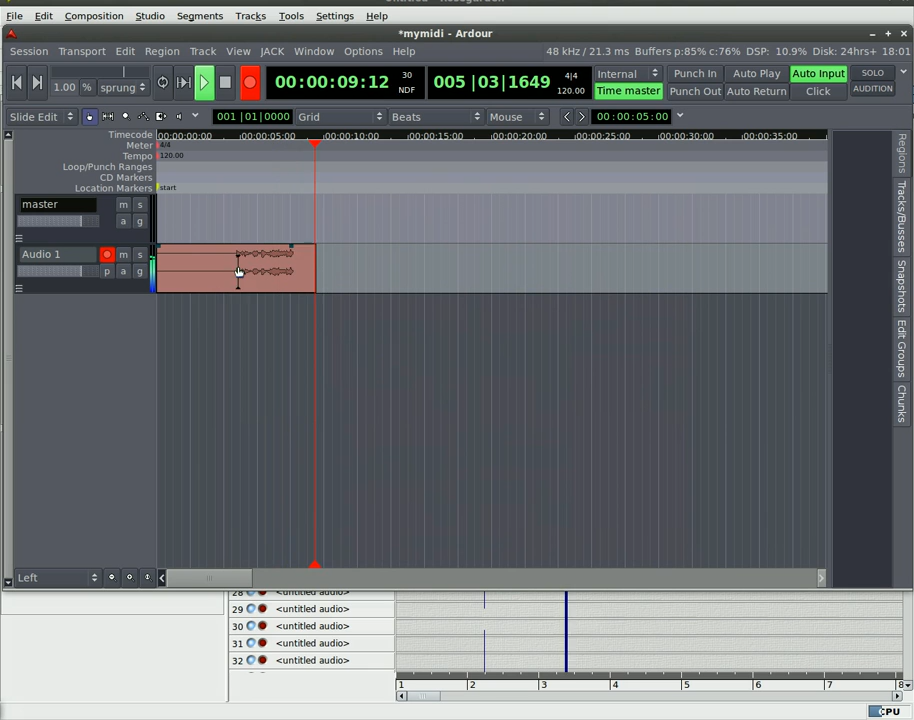 File Edit Composition Studio Segments Tracks Tools Settings Help
*mymidi - Ardour
Session Transport Edit Region Track View JACK Window Options Help 48 kHz / 21.3 ms Buffers p:85% c:76% DSP: 10.9% Disk: 24hrs+ 18:01
1.00 % sprung 00:00:09:12 30 NDF 005|03|1649 4|4 120.00 Internal Time master Punch In Auto Play Auto Input SOLO
Punch Out Auto Return Click AUDITION
Slide Edit 001|01|0000 Grid Beats Mouse 00:00:05:00
Timecode 00:00:00:00 00:00:05:00 00:00:10:00 00:00:15:00 00:00:20:00 00:00:25:00 00:00:30:00 00:00:35:00
Meter 4/4
Tempo 120.00
Loop/Punch Ranges
CD Markers
Location Markers start
master m s
a g
Audio 1 m s
p a g
Regions
Tracks/Busses
Snapshots
Edit Groups
Chunks
Left
28 <untitled audio>
29 <untitled audio>
30 <untitled audio>
31 <untitled audio>
32 <untitled audio>
1 2 3 4 5 6 7 8
CPU